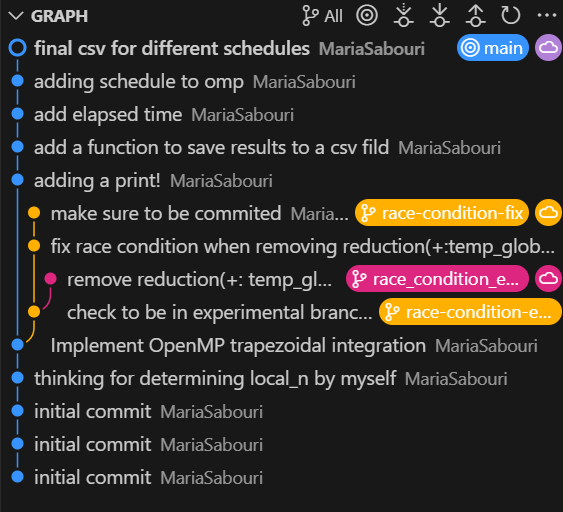 GRAPH All ...
final csv for different schedules MariaSabouri main
adding schedule to omp MariaSabouri
add elapsed time MariaSabouri
add a function to save results to a csv fild MariaSabouri
adding a print! MariaSabouri
make sure to be commited Maria... race-condition-fix
fix race condition when removing reduction(+:temp_glob...
remove reduction(+: temp_gl... race_condition_e...
check to be in experimental branc... race-condition-e...
Implement OpenMP trapezoidal integration MariaSabouri
thinking for determining local_n by myself MariaSabouri
initial commit MariaSabouri
initial commit MariaSabouri
initial commit MariaSabouri